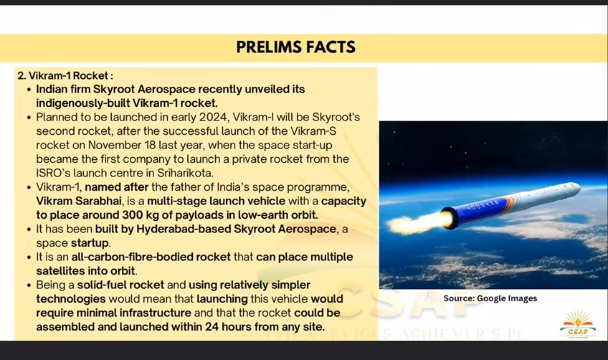 PRELIMS FACTS
2. Vikram-1 Rocket :
• Indian firm Skyroot Aerospace recently unveiled its
indigenously-built Vikram-1 rocket.
• Planned to be launched in early 2024, Vikram-I will be Skyroot's
second rocket, after the successful launch of the Vikram-S
rocket on November 18 last year, when the space start-up
became the first company to launch a private rocket from the
ISRO's launch centre in Sriharikota.
• Vikram-1, named after the father of India's space programme,
Vikram Sarabhai, is a multi-stage launch vehicle with a capacity
to place around 300 kg of payloads in low-earth orbit.
• It has been built by Hyderabad-based Skyroot Aerospace, a
space startup.
• It is an all-carbon-fibre-bodied rocket that can place multiple
satellites into orbit.
• Being a solid-fuel rocket and using relatively simpler
technologies would mean that launching this vehicle would
require minimal infrastructure and that the rocket could be
assembled and launched within 24 hours from any site.
Source: Google Images
CSAP
CSAP